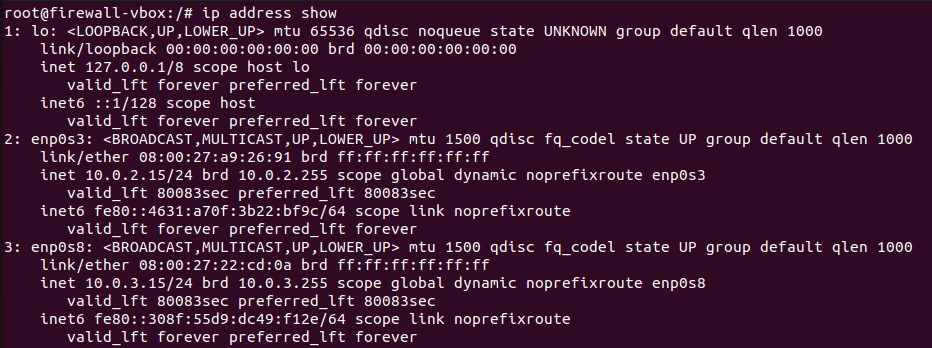 root@firewall-vbox:/# ip address show
1: lo: <LOOPBACK,UP,LOWER_UP> mtu 65536 qdisc noqueue state UNKNOWN group default qlen 1000
    link/loopback 00:00:00:00:00:00 brd 00:00:00:00:00:00
    inet 127.0.0.1/8 scope host lo
       valid_lft forever preferred_lft forever
    inet6 ::1/128 scope host
       valid_lft forever preferred_lft forever
2: enp0s3: <BROADCAST,MULTICAST,UP,LOWER_UP> mtu 1500 qdisc fq_codel state UP group default qlen 1000
    link/ether 08:00:27:a9:26:91 brd ff:ff:ff:ff:ff:ff
    inet 10.0.2.15/24 brd 10.0.2.255 scope global dynamic noprefixroute enp0s3
       valid_lft 80083sec preferred_lft 80083sec
    inet6 fe80::4631:a70f:3b22:bf9c/64 scope link noprefixroute
       valid_lft forever preferred_lft forever
3: enp0s8: <BROADCAST,MULTICAST,UP,LOWER_UP> mtu 1500 qdisc fq_codel state UP group default qlen 1000
    link/ether 08:00:27:22:cd:0a brd ff:ff:ff:ff:ff:ff
    inet 10.0.3.15/24 brd 10.0.3.255 scope global dynamic noprefixroute enp0s8
       valid_lft 80083sec preferred_lft 80083sec
    inet6 fe80::308f:55d9:dc49:f12e/64 scope link noprefixroute
       valid_lft forever preferred_lft forever